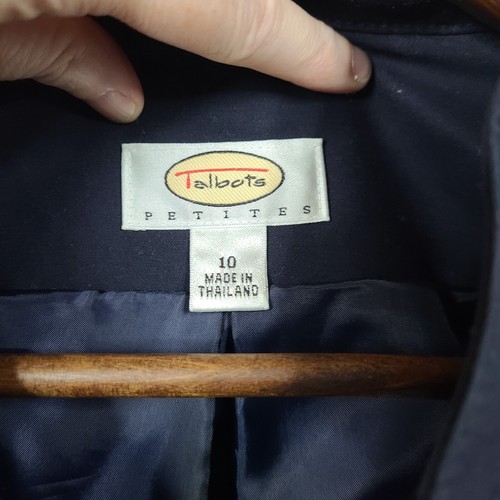 Talbots
PETITES
10
MADE IN
THAILAND